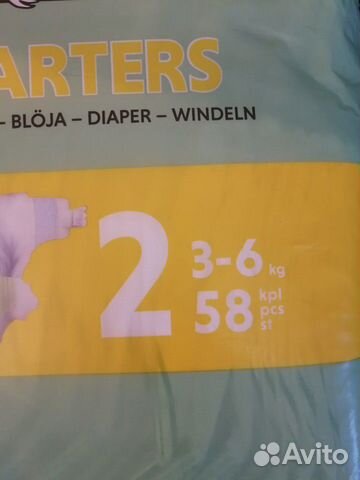 ARTERS
– BLÖJA – DIAPER – WINDELN
2
3-6 kg
58 kpl
pcs
st
Avito